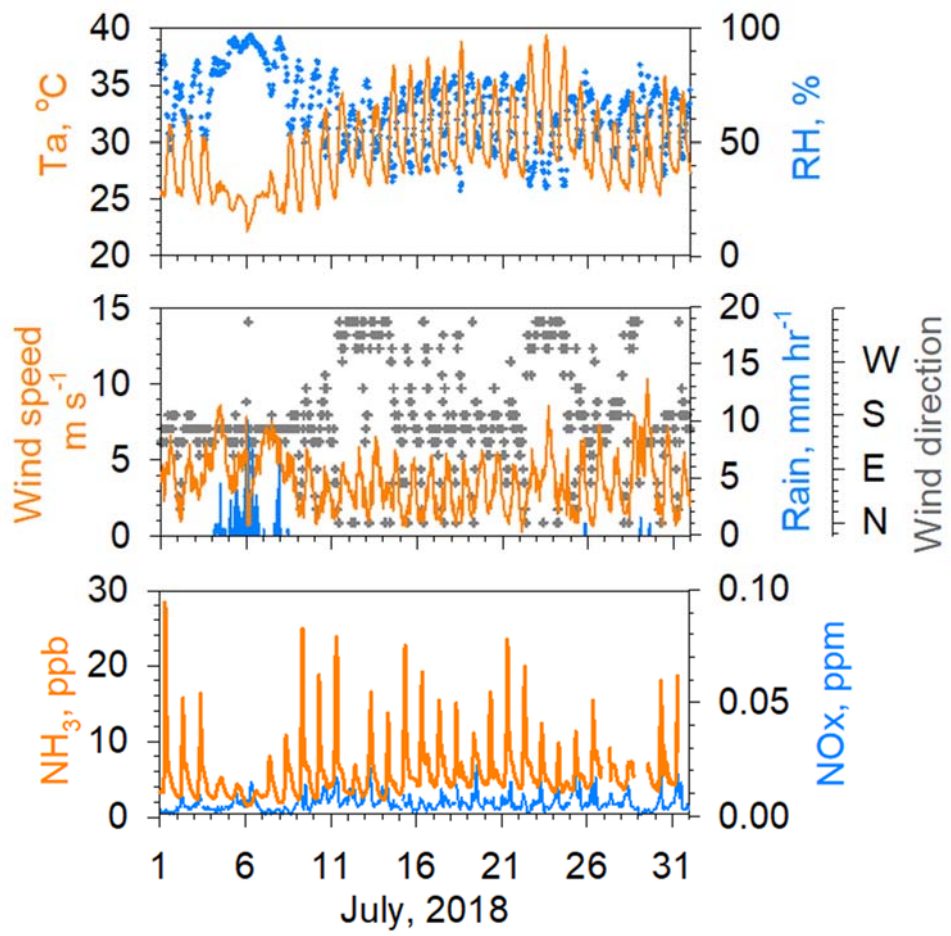 40
35
30
25
20
Ta, °C
100
50
0
RH, %
15
10
5
0
Wind speed
m s⁻¹
20
15
10
5
0
Rain, mm hr⁻¹
W
S
E
N
Wind direction
30
20
10
0
NH₃, ppb
0.10
0.05
0.00
NOx, ppm
1 6 11 16 21 26 31
July, 2018